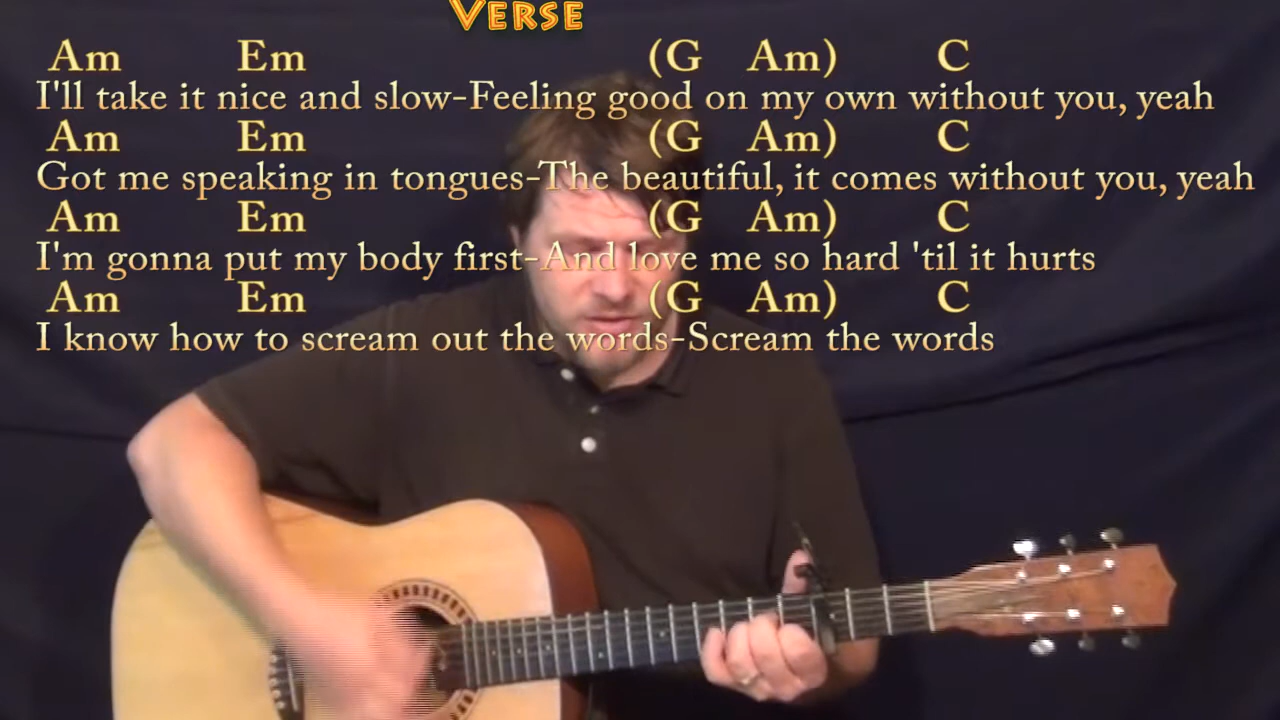 VERSE
Am Em (G Am) C
I'll take it nice and slow-Feeling good on my own without you, yeah
Am Em (G Am) C
Got me speaking in tongues-The beautiful, it comes without you, yeah
Am Em (G Am) C
I'm gonna put my body first-And love me so hard 'til it hurts
Am Em (G Am) C
I know how to scream out the words-Scream the words